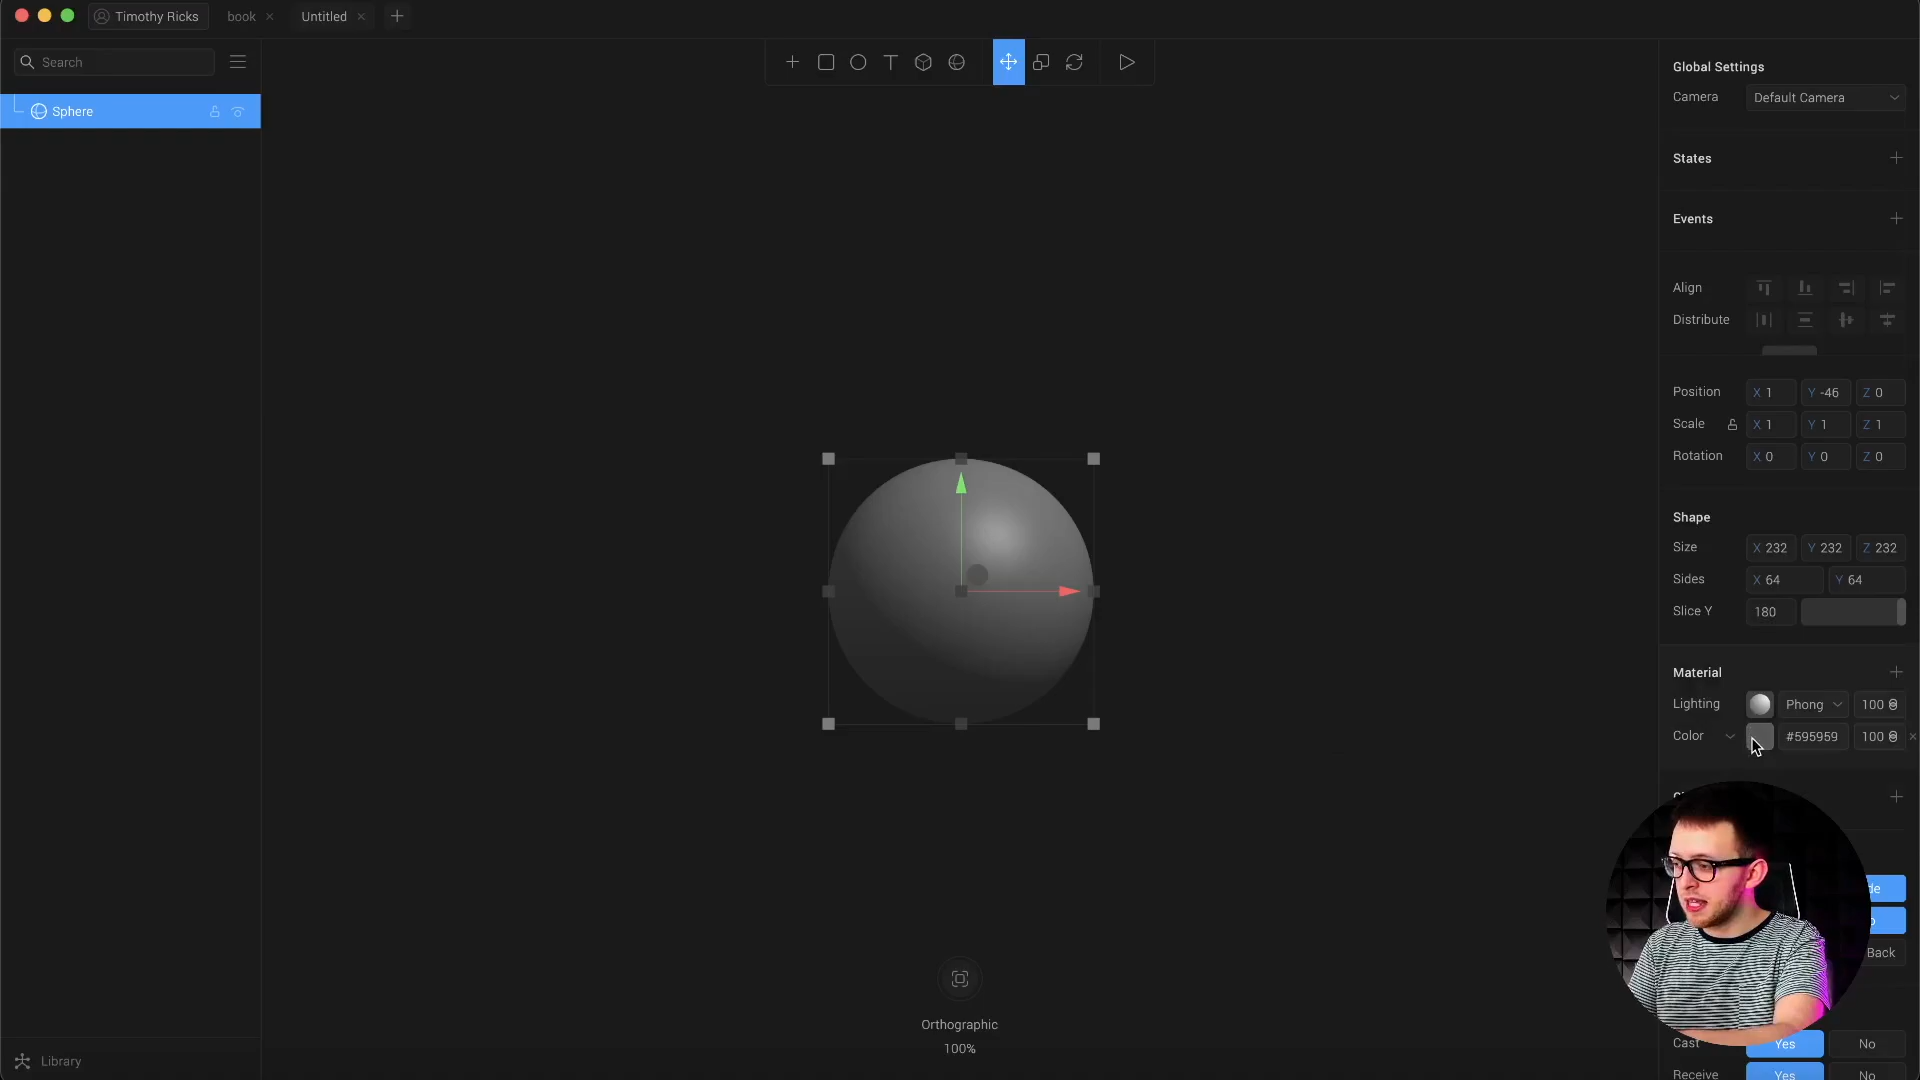 Timothy Ricks
book
Untitled
Search
Sphere
Global Settings
Camera
Default Camera
States
Events
Align
Distribute
Position
X 1
Y -46
Z 0
Scale
X 1
Y 1
Z 1
Rotation
X 0
Y 0
Z 0
Shape
Size
X 232
Y 232
Z 232
Sides
X 64
Y 64
Slice Y
180
Material
Lighting
Phong
100
Color
#595959
100
Back
Cast
Yes
No
Receive
Yes
No
Orthographic
100%
Library